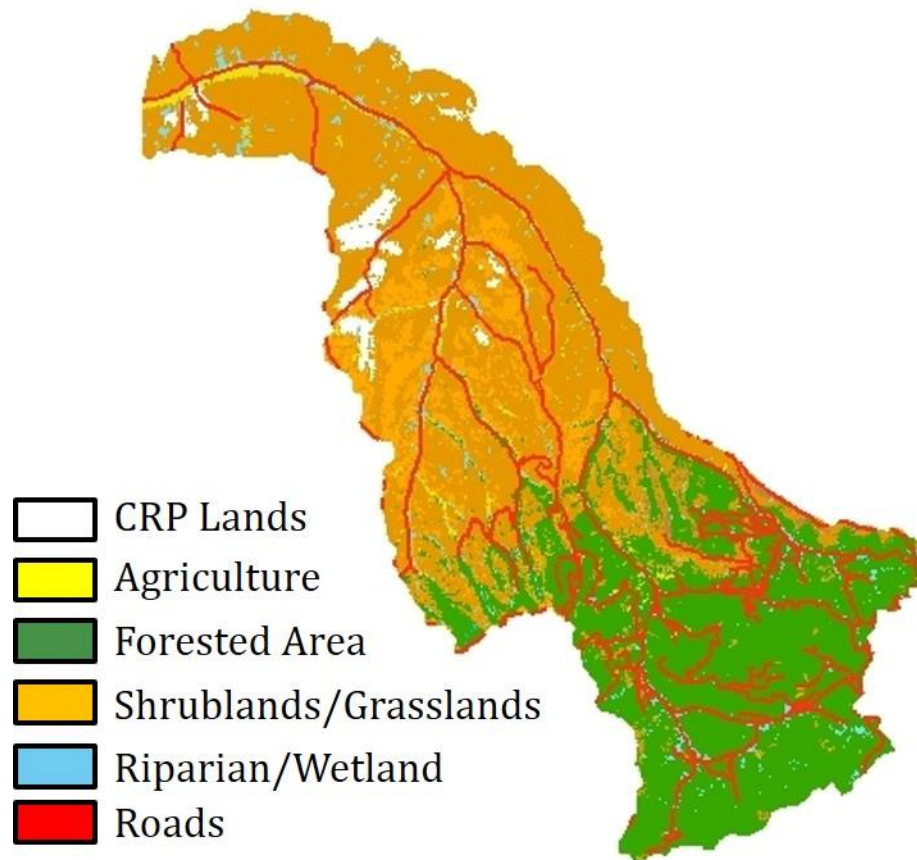 CRP Lands
Agriculture
Forested Area
Shrublands/Grasslands
Riparian/Wetland
Roads